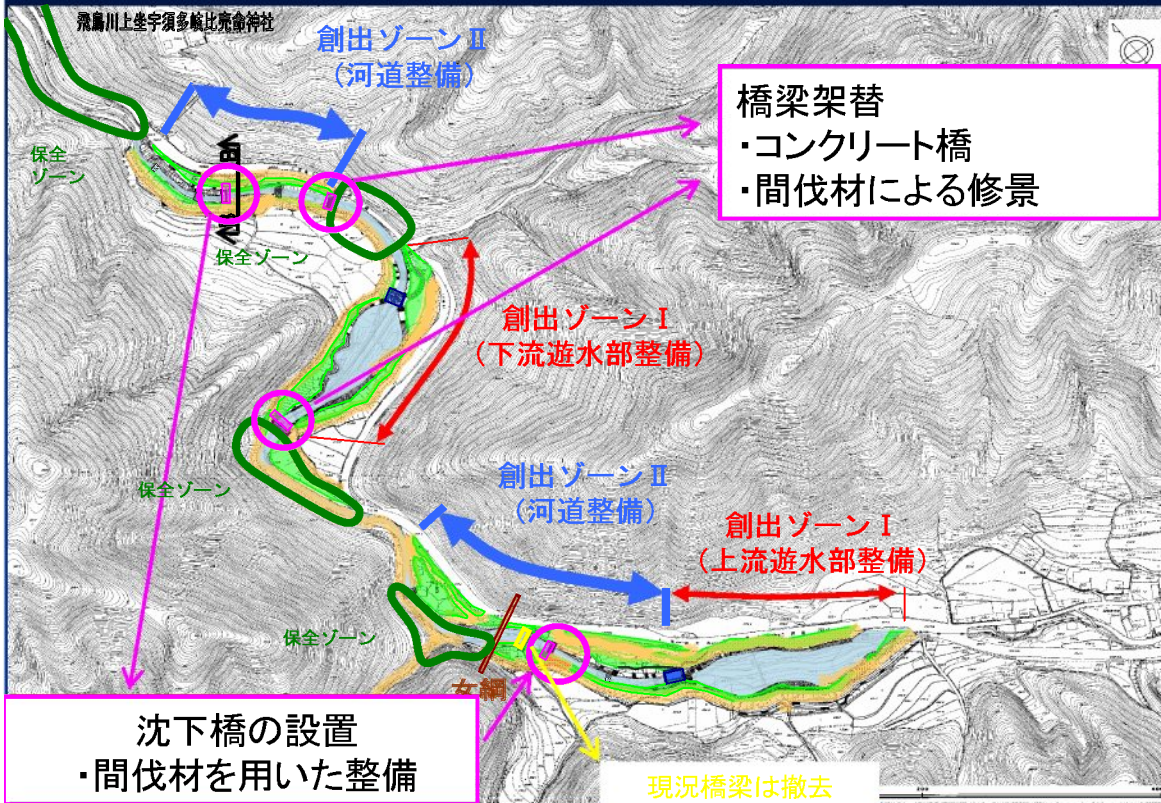 飛鳥川上坐宇須多岐比売命神社
創出ゾーンⅡ
(河道整備)
橋梁架替
・コンクリート橋
・間伐材による修景
保全
ゾーン
保全ゾーン
創出ゾーンⅠ
(下流遊水部整備)
保全ゾーン
創出ゾーンⅡ
(河道整備)
創出ゾーンⅠ
(上流遊水部整備)
保全ゾーン
女綱
沈下橋の設置
・間伐材を用いた整備
現況橋梁は撤去